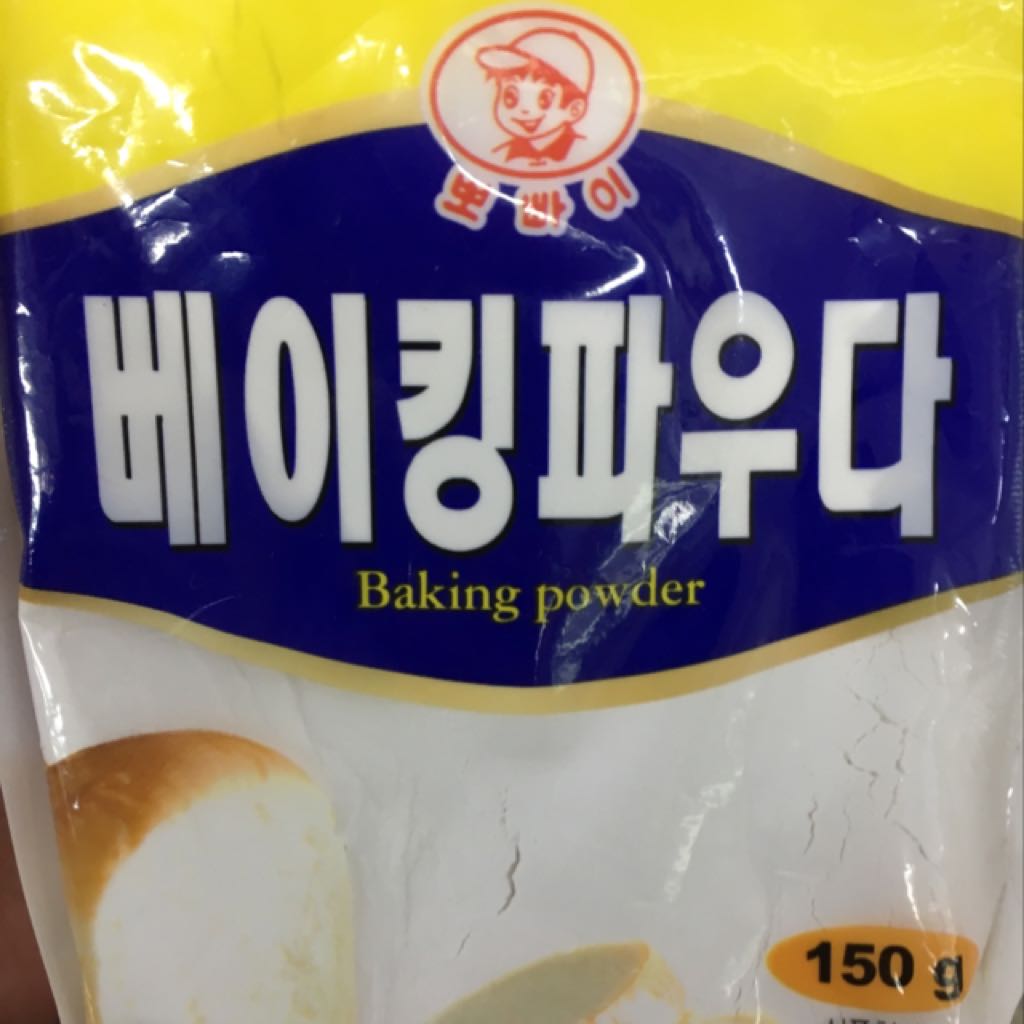 뽀빠이
베이킹파우다
Baking powder
150 g